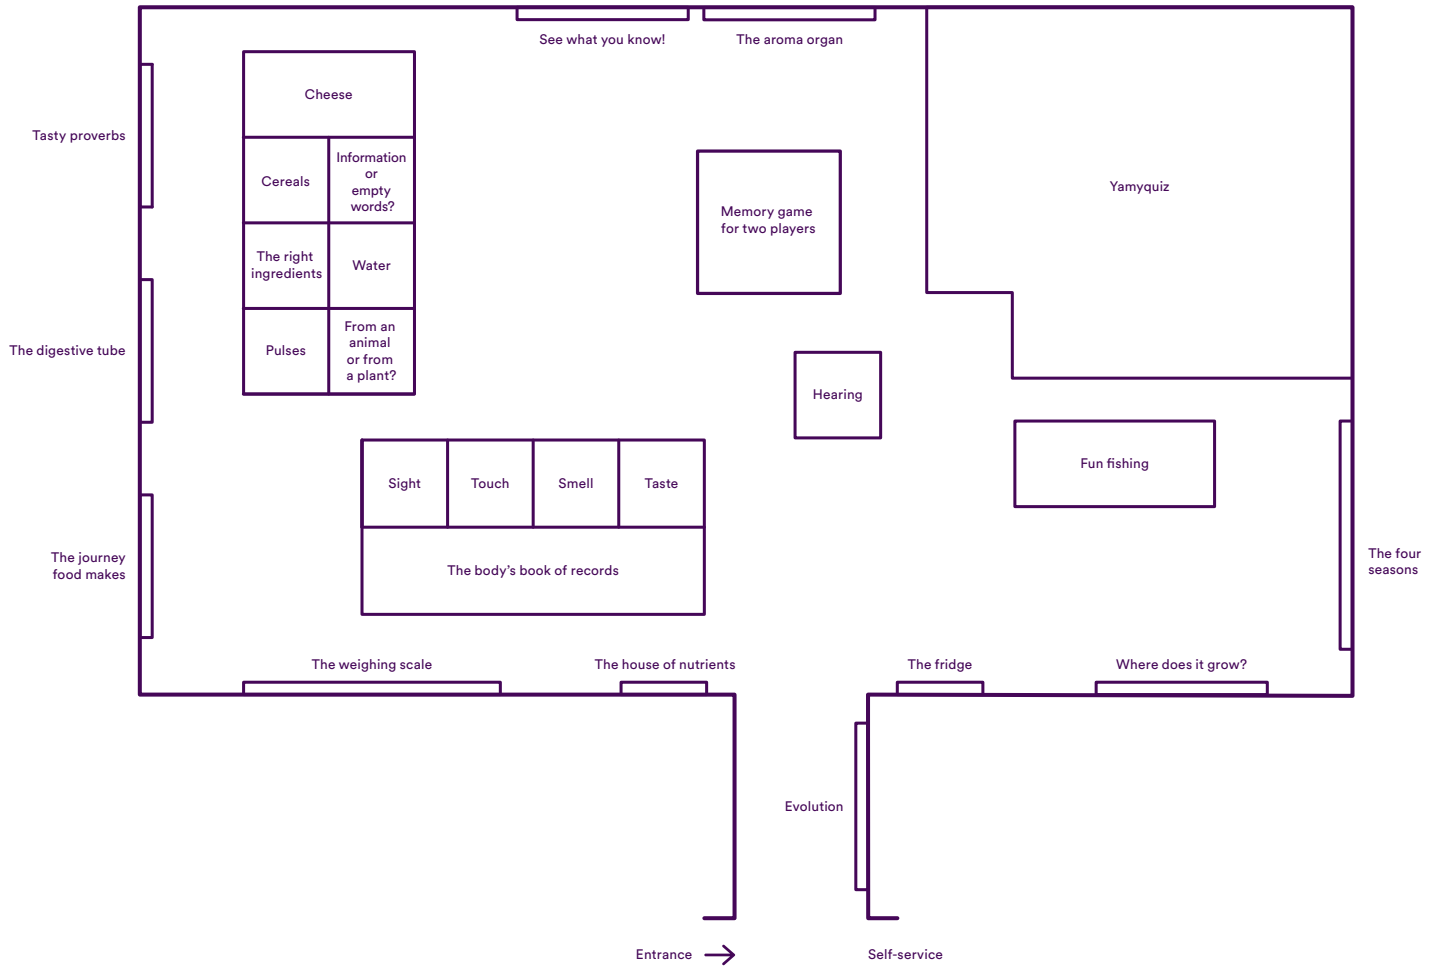 See what you know!
The aroma organ
Cheese
Tasty proverbs
Cereals
Information
or
empty
words?
Yamyquiz
Memory game
for two players
The right
ingredients
Water
The digestive tube
Pulses
From an
animal
or from
a plant?
Hearing
Fun fishing
Sight
Touch
Smell
Taste
The journey
food makes
The body’s book of records
The four
seasons
The weighing scale
The house of nutrients
The fridge
Where does it grow?
Evolution
Entrance
Self-service